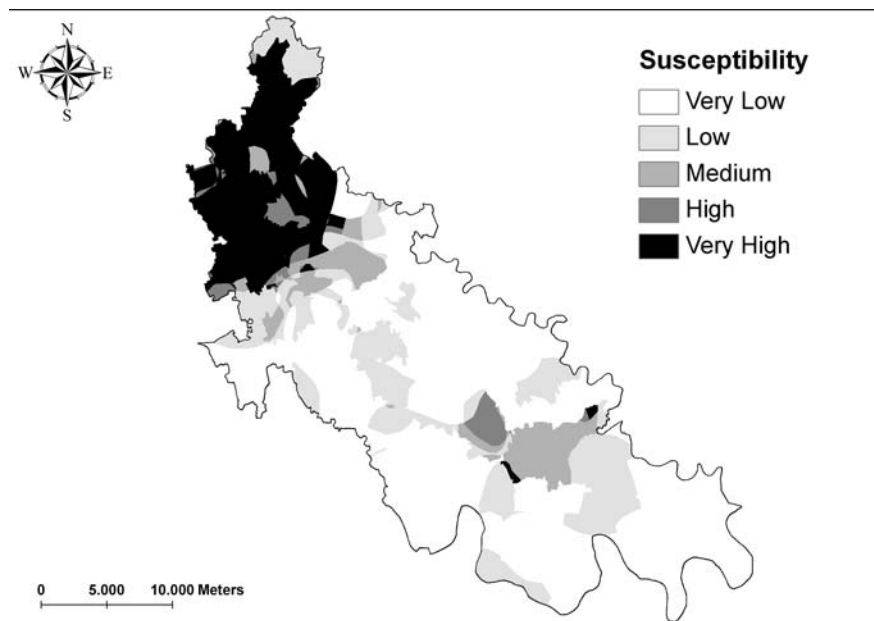 N
W E
S
Susceptibility
Very Low
Low
Medium
High
Very High
0 5.000 10.000 Meters